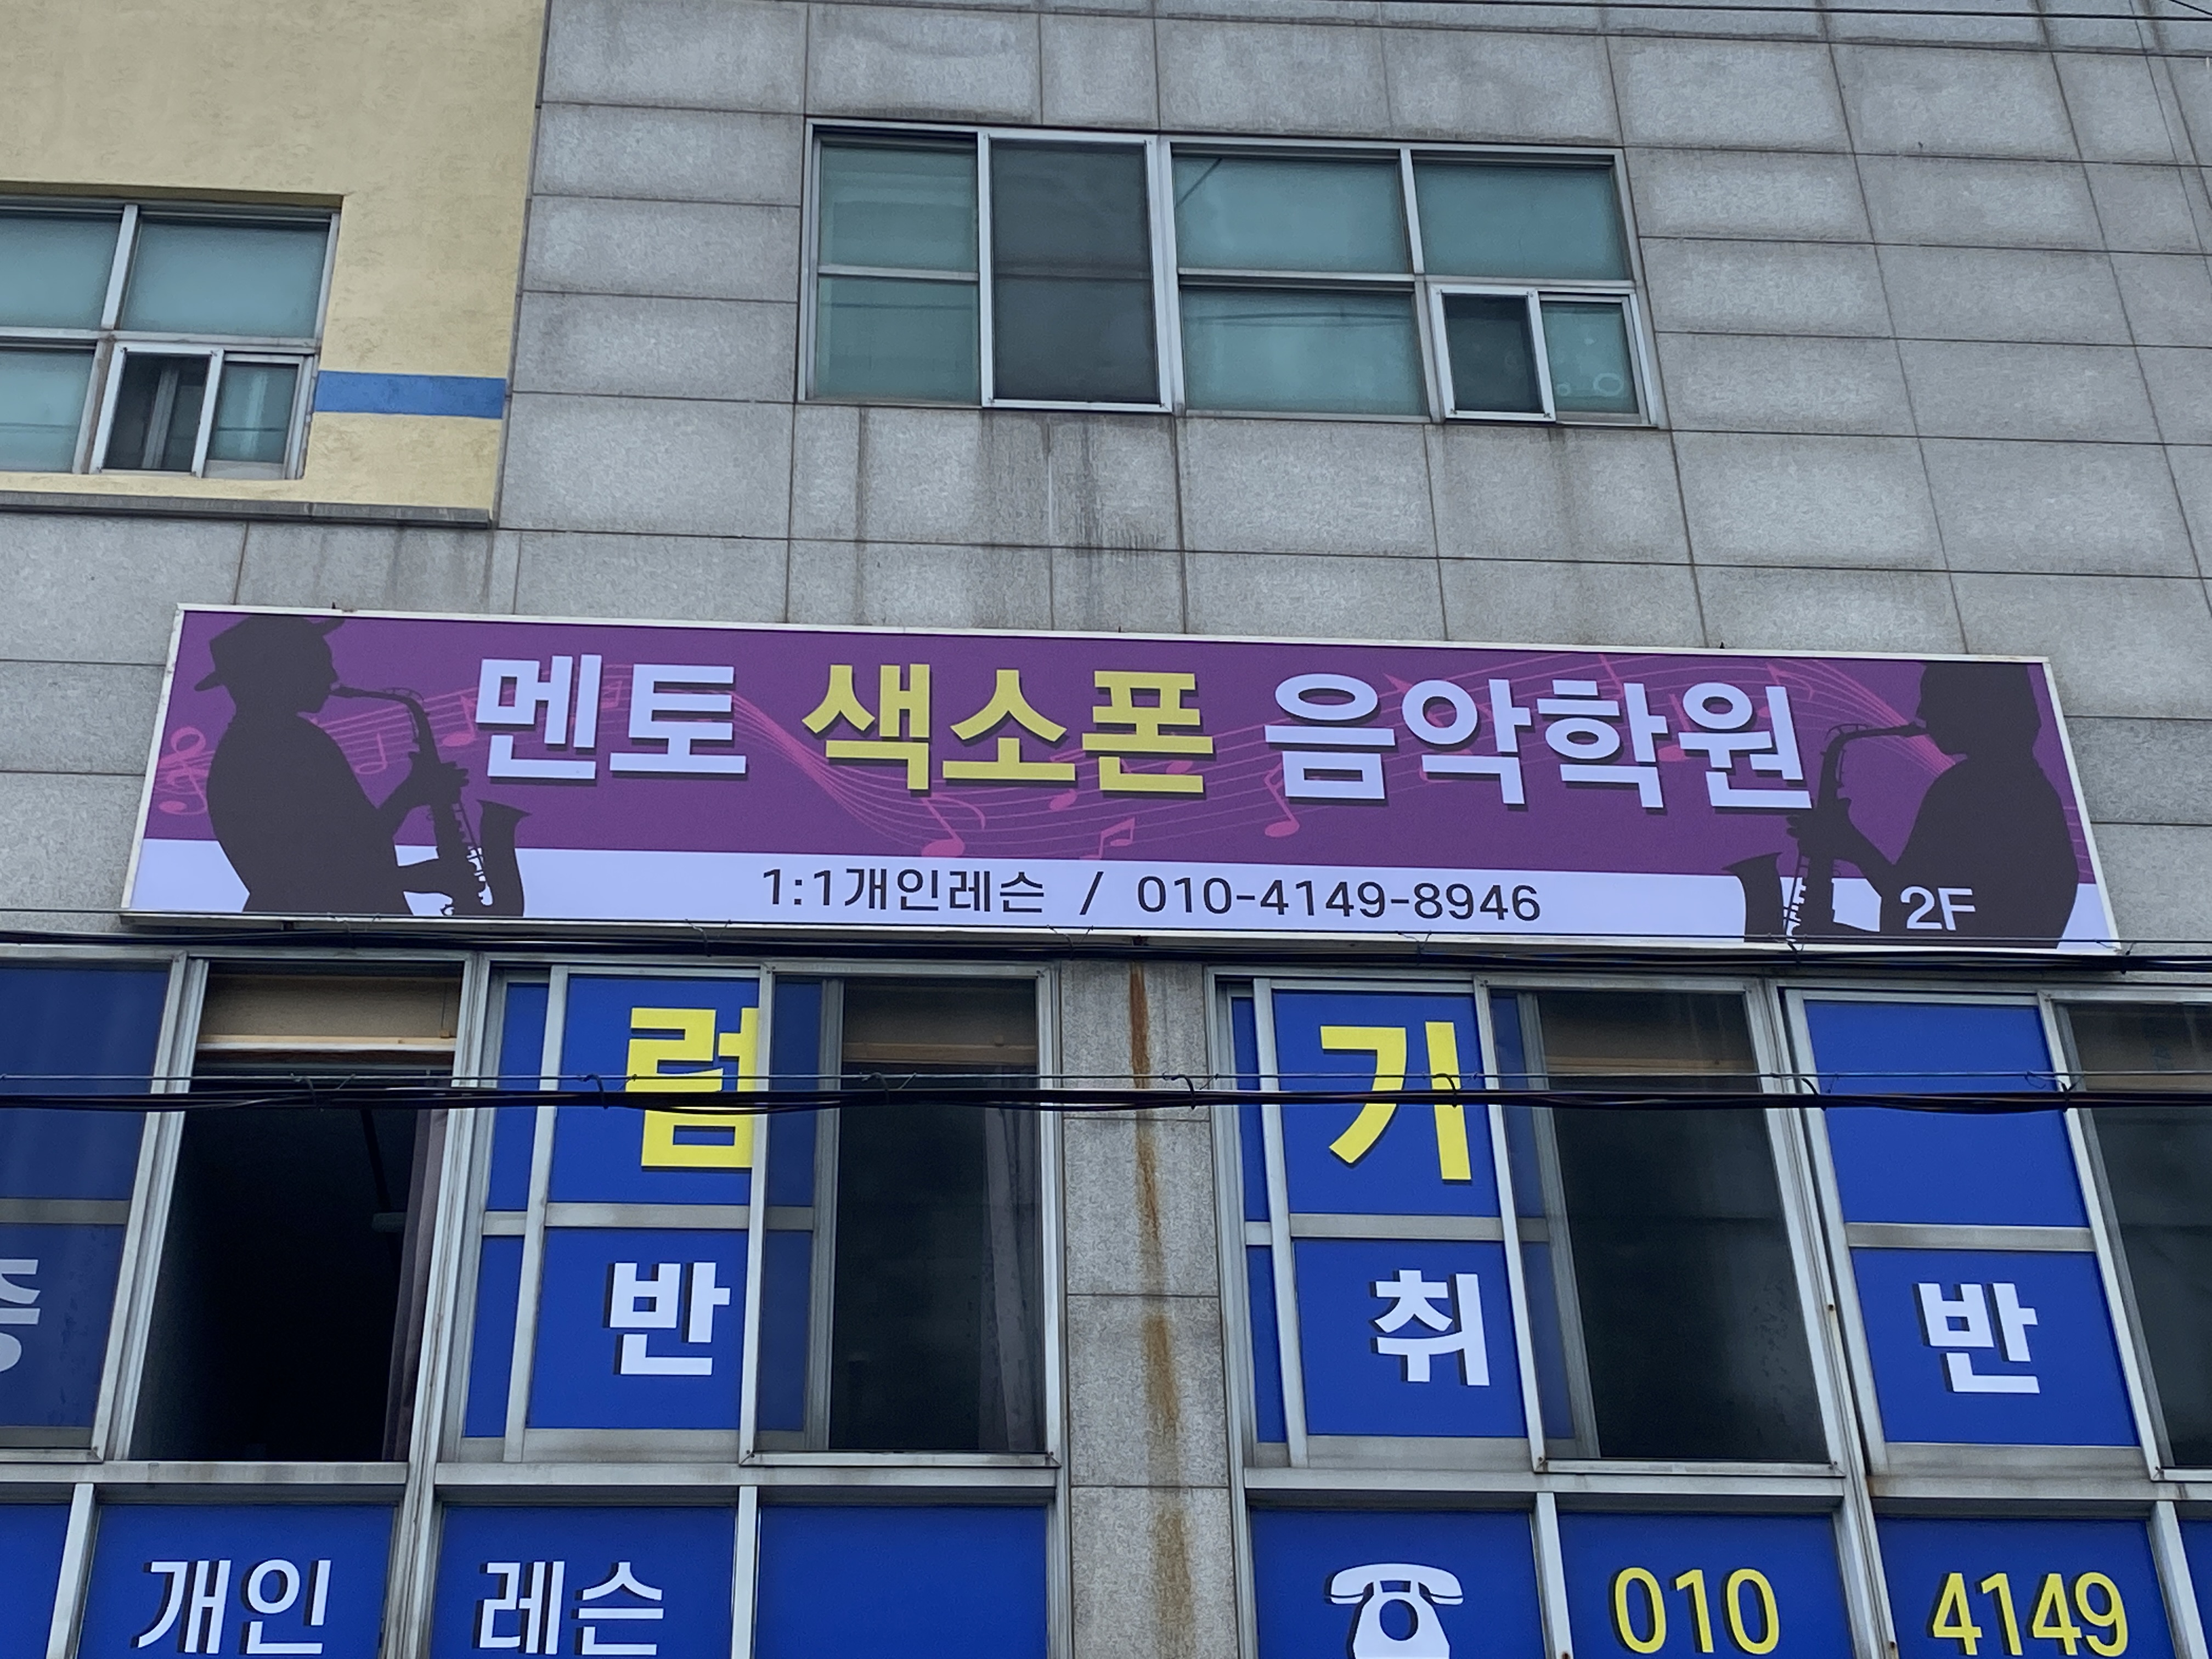 멘토 색소폰 음악학원
1:1개인레슨 / 010-4149-8946
2F
럼 기
반 취 반
개인 레슨 010 4149